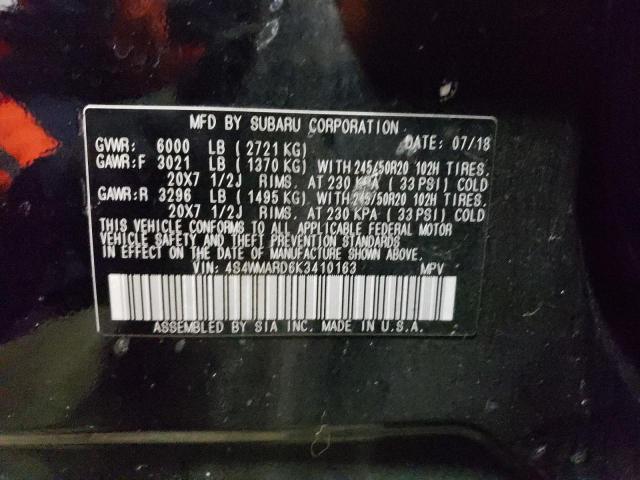 MFD BY SUBARU CORPORATION
DATE: 07/18
GVWR: 6000 LB ( 2721 KG)
GAWR:F 3021 LB ( 1370 KG) WITH 245/50R20 102H TIRES.
20X7 1/2J RIMS. AT 230 KPA ( 33 PSI) COLD
GAWR:R 3296 LB ( 1495 KG) WITH 245/50R20 102H TIRES.
20X7 1/2J RIMS. AT 230 KPA ( 33 PSI) COLD
THIS VEHICLE CONFORMS TO ALL APPLICABLE FEDERAL MOTOR
VEHICLE SAFETY AND THEFT PREVENTION STANDARDS
IN EFFECT ON THE DATE OF MANUFACTURE SHOWN ABOVE.
VIN: 4S4WMARD6K3410163 MPV
ASSEMBLED BY SIA INC. MADE IN U.S.A.